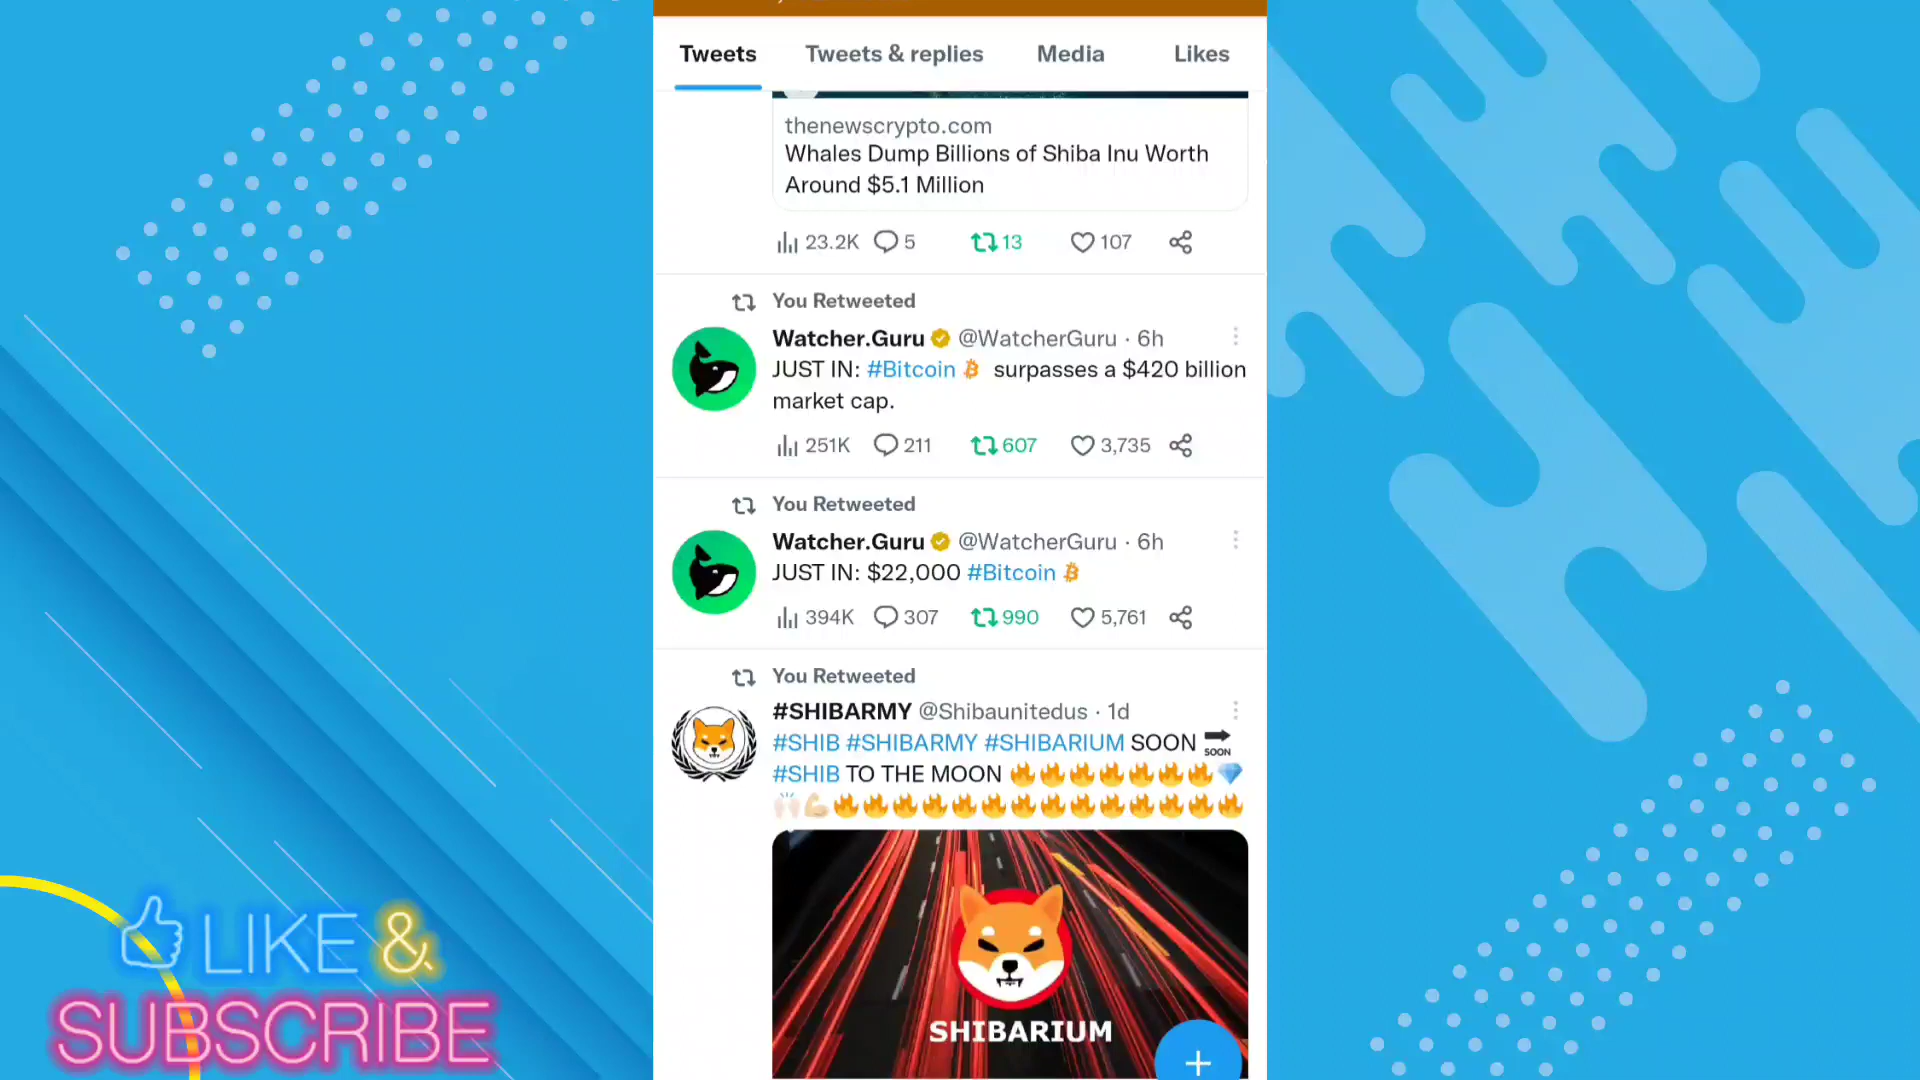 Tweets Tweets & replies Media Likes
thenewscrypto.com
Whales Dump Billions of Shiba Inu Worth
Around $5.1 Million
23.2K 5 13 107
You Retweeted
Watcher.Guru @WatcherGuru · 6h
JUST IN: #Bitcoin surpasses a $420 billion
market cap.
251K 211 607 3,735
You Retweeted
Watcher.Guru @WatcherGuru · 6h
JUST IN: $22,000 #Bitcoin
394K 307 990 5,761
You Retweeted
#SHIBARMY @Shibaunitedus · 1d
#SHIB #SHIBARMY #SHIBARIUM SOON 🔜
#SHIB TO THE MOON 🔥🔥🔥🔥🔥🔥🔥💎
🙌🏻💪🏼🔥🔥🔥🔥🔥🔥🔥🔥🔥🔥🔥🔥🔥🔥
SHIBARIUM
LIKE &
SUBSCRIBE